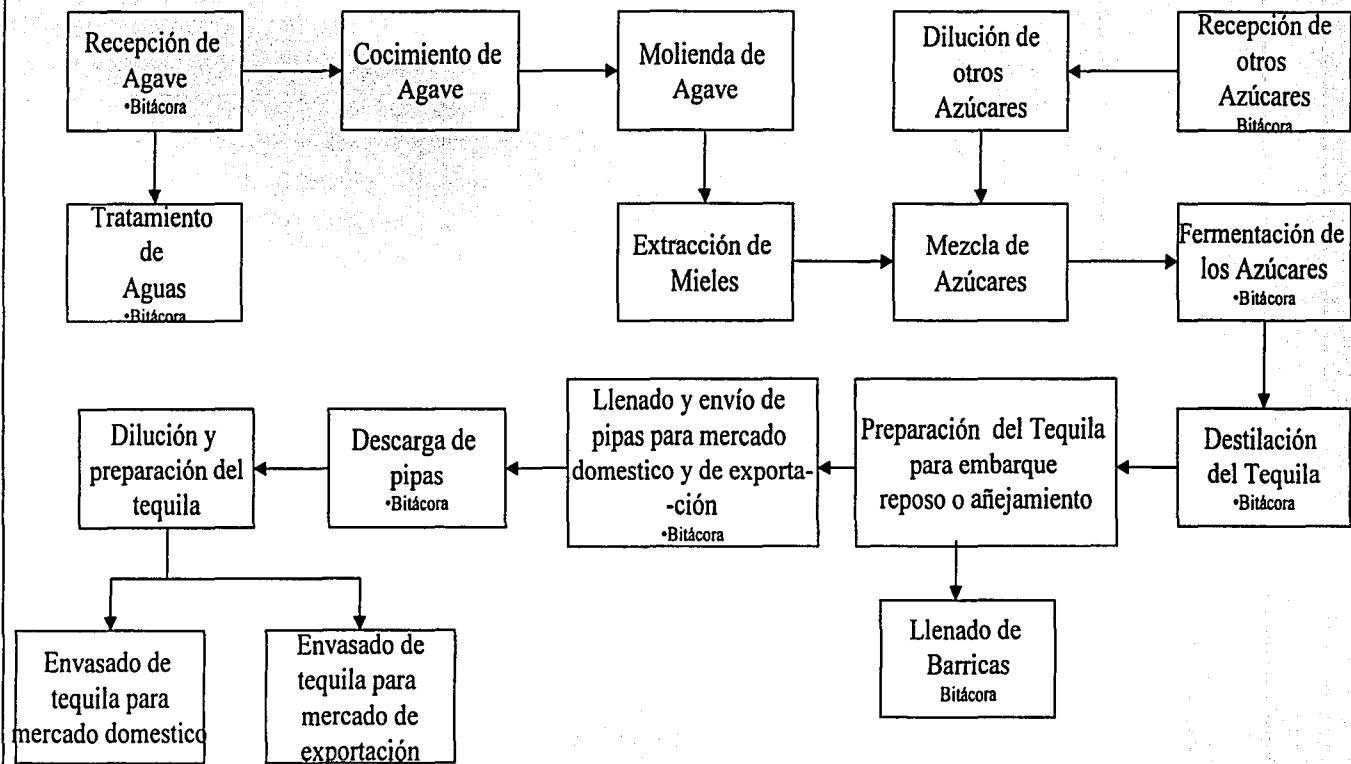 Recepción de
Agave
•Bitácora
Cocimiento de
Agave
Molienda de
Agave
Dilución de
otros
Azúcares
Recepción de
otros
Azúcares
Bitácora
Tratamiento
de
Aguas
•Bitácora
Extracción de
Mieles
Mezcla de
Azúcares
Fermentación de
los Azúcares
•Bitácora
Dilución y
preparación del
tequila
Descarga de
pipas
•Bitácora
Llenado y envío de
pipas para mercado
domestico y de exporta-
-ción
•Bitácora
Preparación del Tequila
para embarque
reposo o añejamiento
Destilación
del Tequila
•Bitácora
Envasado de
tequila para
mercado domestico
Envasado de
tequila para
mercado de
exportación
Llenado de
Barricas
Bitácora